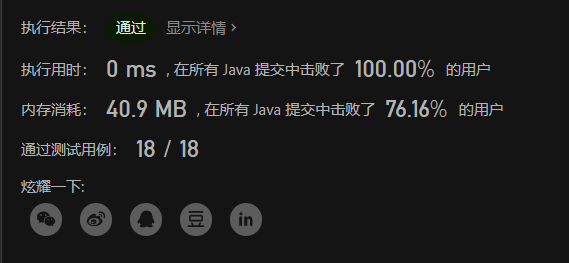 执行结果： 通过 显示详情 ›
执行用时： 0 ms , 在所有 Java 提交中击败了 100.00% 的用户
内存消耗： 40.9 MB , 在所有 Java 提交中击败了 76.16% 的用户
通过测试用例： 18 / 18
炫耀一下:
豆 in